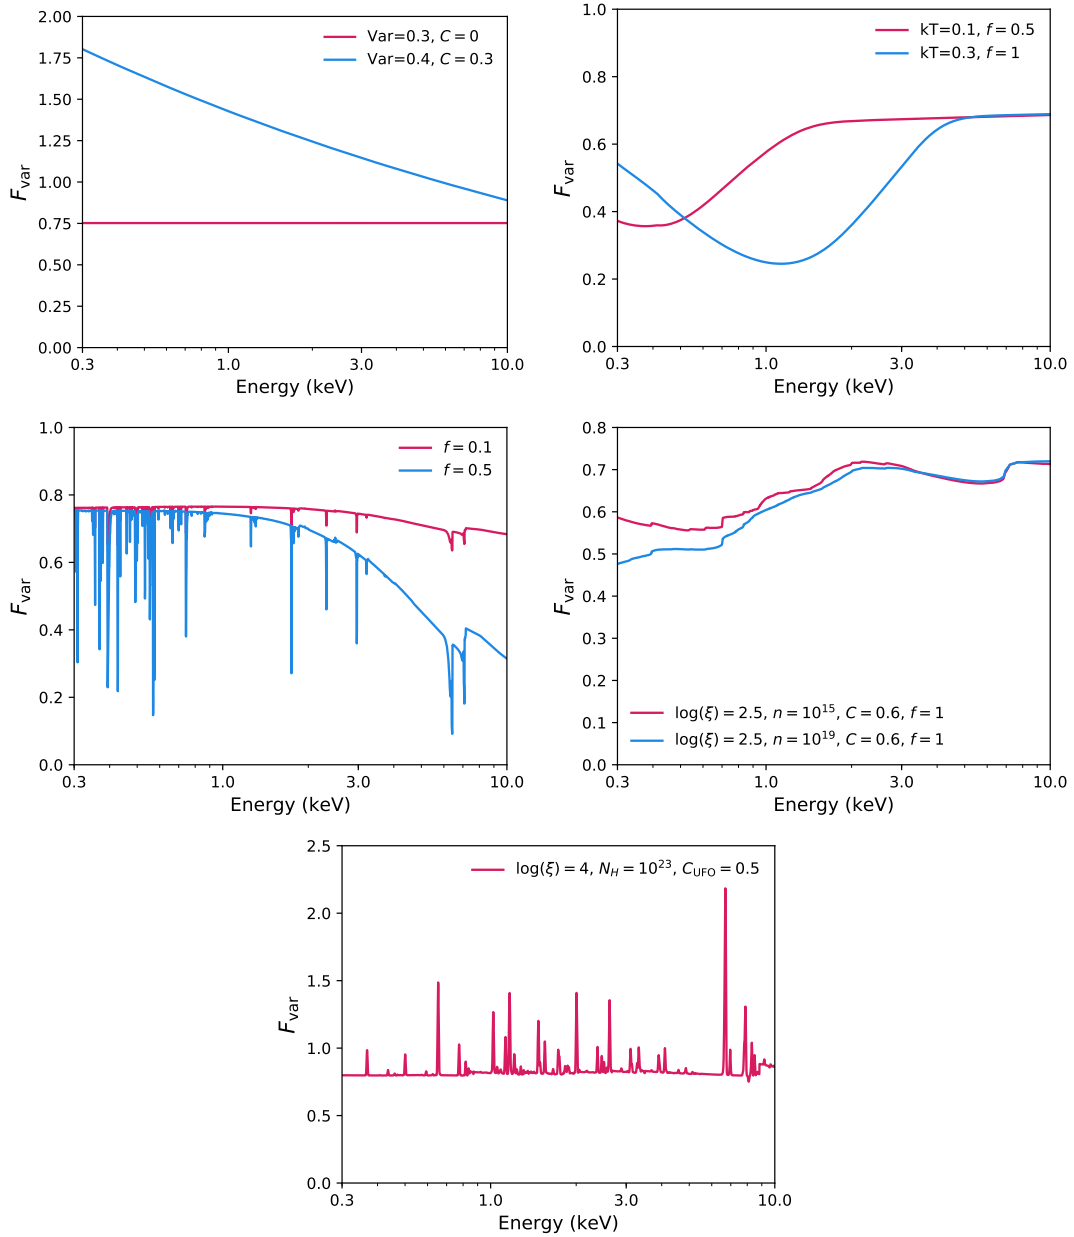 2.00
1.75
1.50
1.25
1.00
0.75
0.50
0.25
0.00
F_var
Var=0.3, C = 0
Var=0.4, C = 0.3
0.3 1.0 3.0 10.0
Energy (keV)
1.0
0.8
0.6
0.4
0.2
0.0
F_var
kT=0.1, f = 0.5
kT=0.3, f = 1
0.3 1.0 3.0 10.0
Energy (keV)
1.0
0.8
0.6
0.4
0.2
0.0
F_var
f = 0.1
f = 0.5
0.3 1.0 3.0 10.0
Energy (keV)
0.8
0.7
0.6
0.5
0.4
0.3
0.2
0.1
0.0
F_var
log(ξ) = 2.5, n = 10^15, C = 0.6, f = 1
log(ξ) = 2.5, n = 10^19, C = 0.6, f = 1
0.3 1.0 3.0 10.0
Energy (keV)
2.5
2.0
1.5
1.0
0.5
0.0
F_var
log(ξ) = 4, N_H = 10^23, C_UFO = 0.5
0.3 1.0 3.0 10.0
Energy (keV)